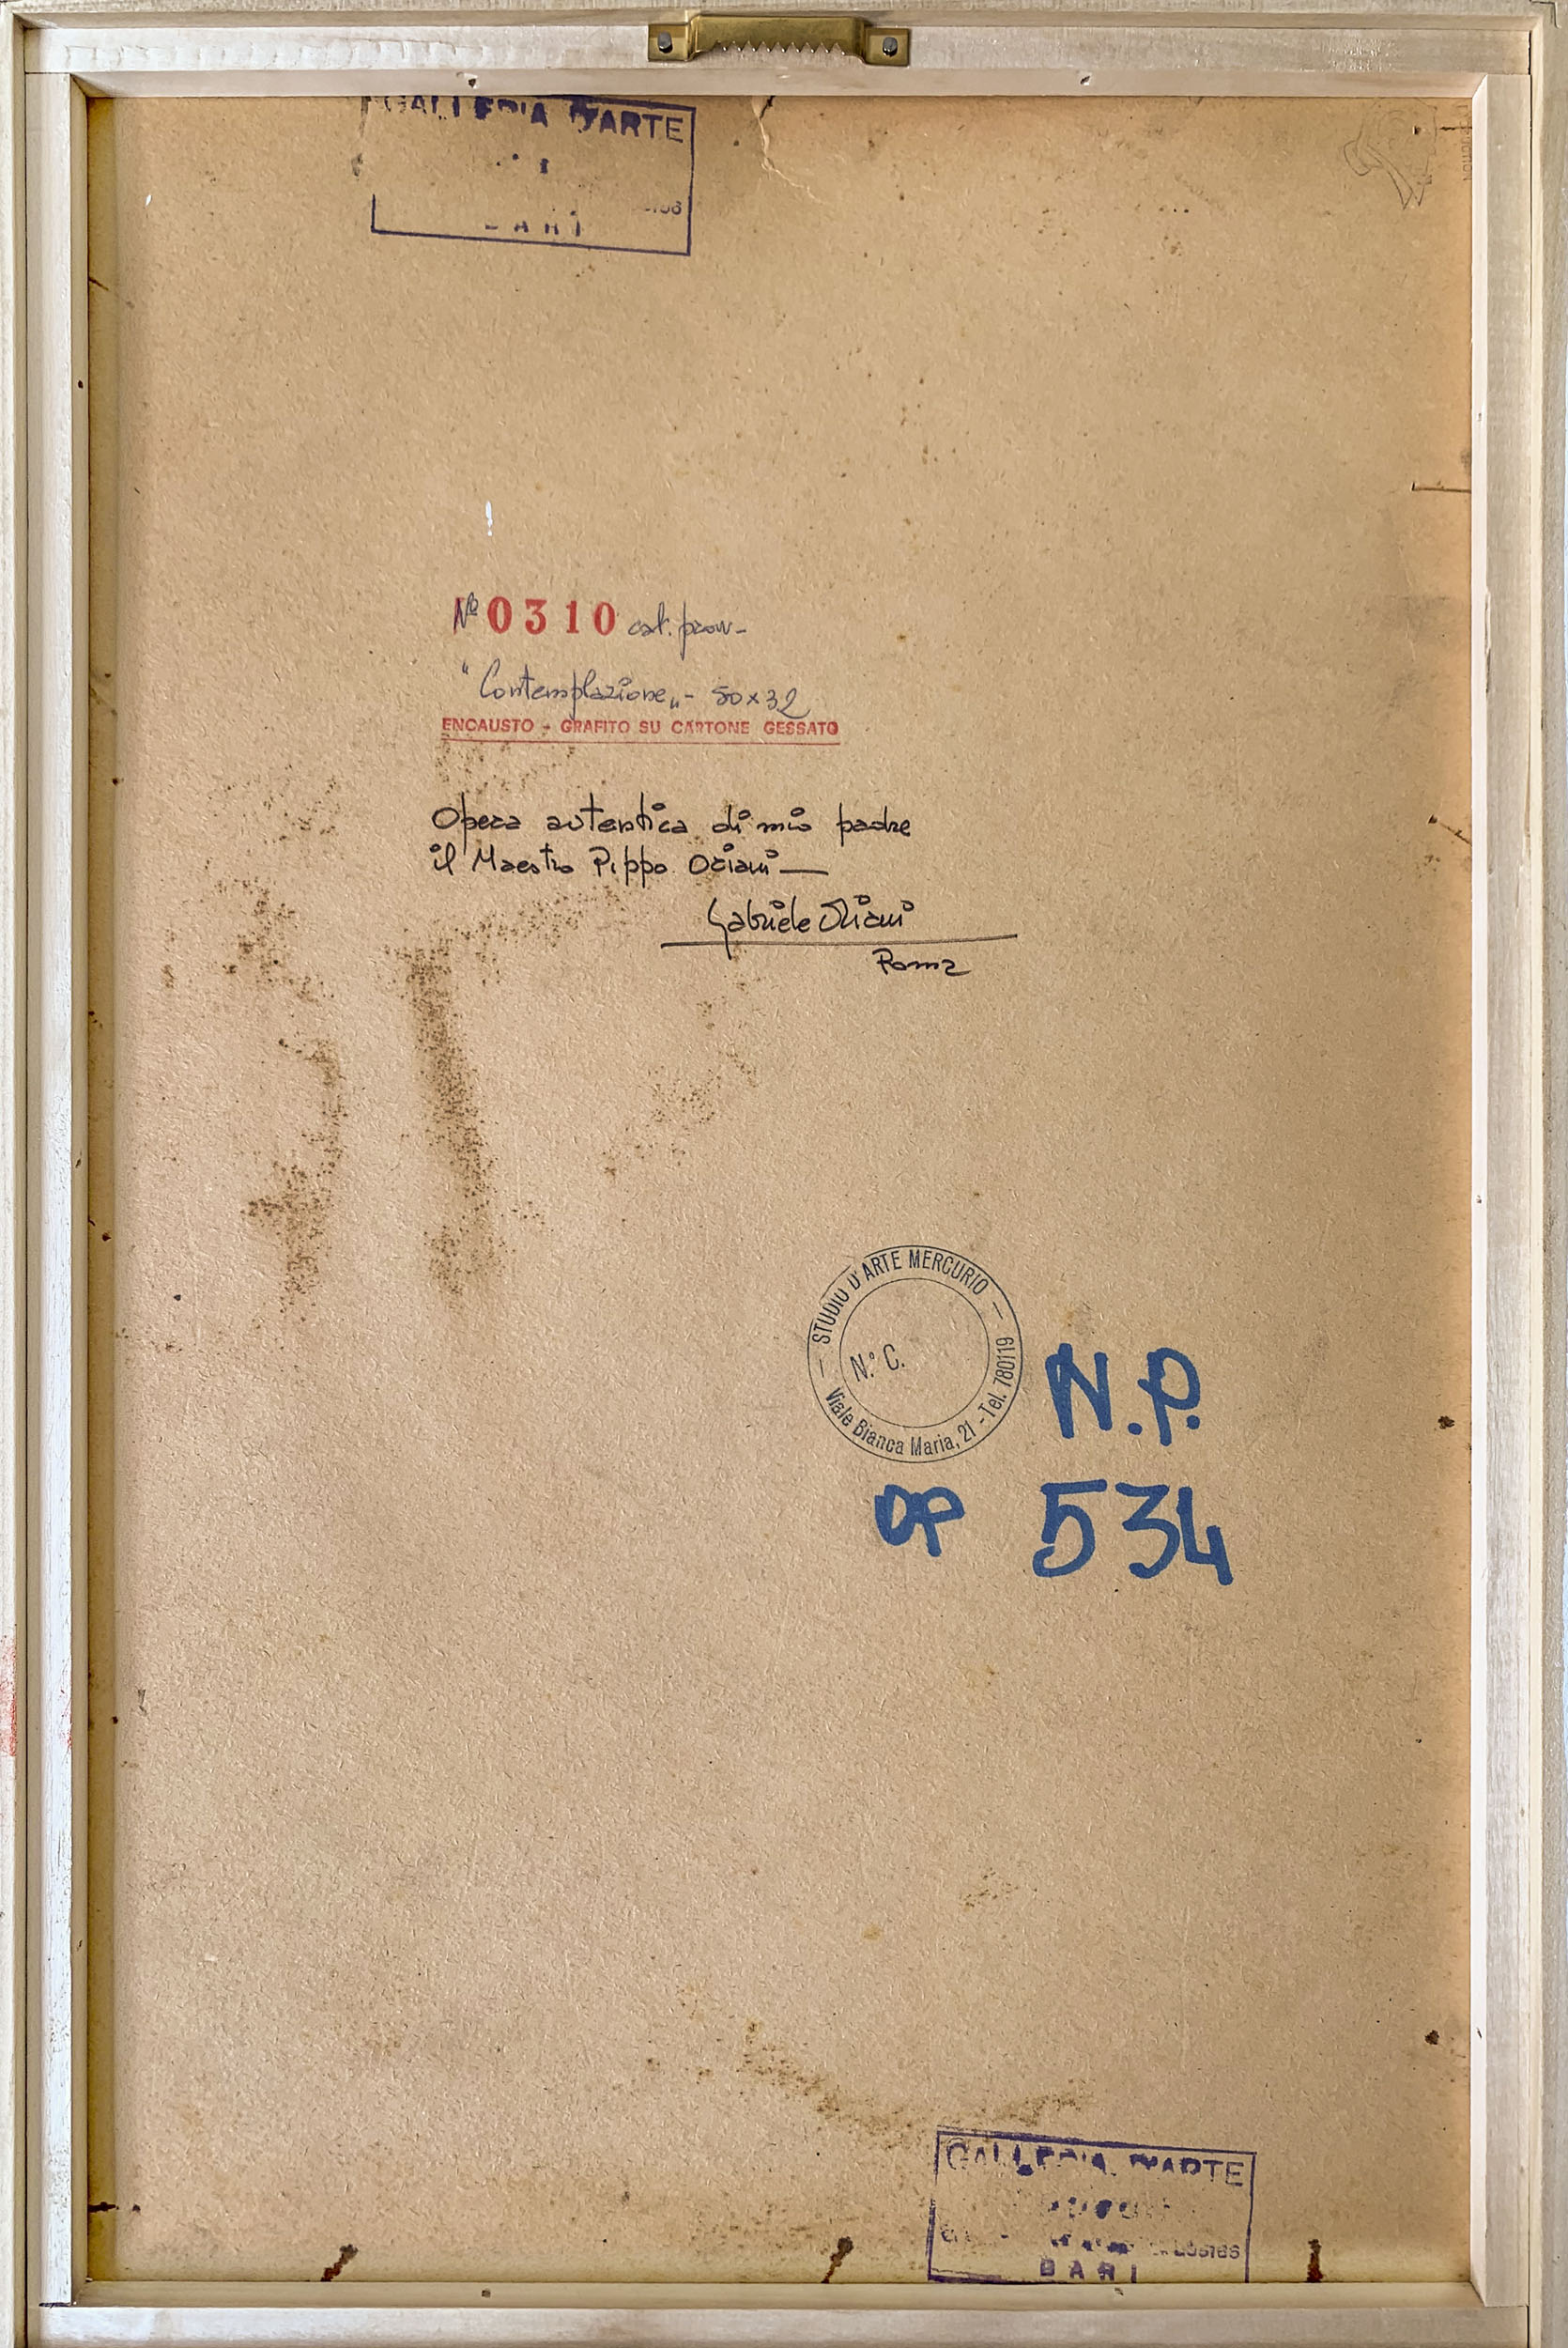 GALLERIA D'ARTE
BARI
Nº 0310 cat. prov-
"Contemplazione„- 50x32
ENCAUSTO - GRAFITO SU CARTONE GESSATO
Opera autentica di mio padre
il Maestro Pippo Oriani —
Gabriele Oriani
Roma
— STUDIO D'ARTE MERCURIO —
N.º C.
Viale Bianca Maria, 21 - Tel. 780119
N.P.
OP 534
GALLERIA D'ARTE
BARI